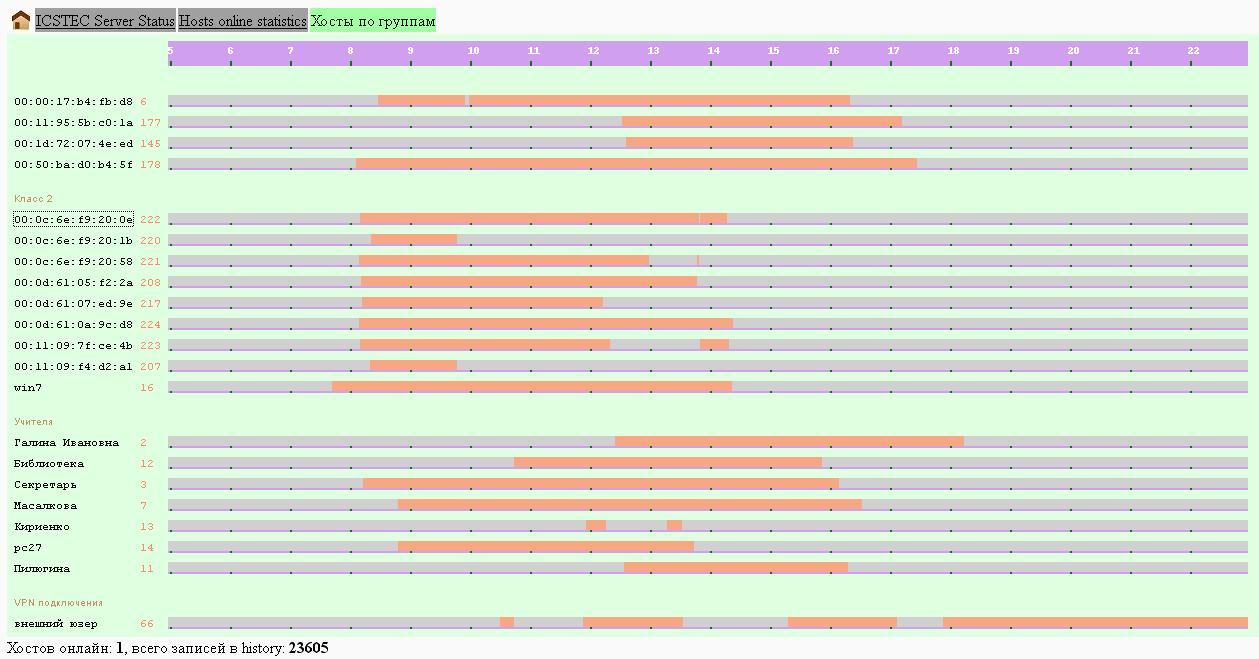 ICSTEC Server Status Hosts online statistics Хосты по группам
5 6 7 8 9 10 11 12 13 14 15 16 17 18 19 20 21 22
00:00:17:b4:fb:d8 6
00:11:95:5b:c0:1a 177
00:1d:72:07:4e:ed 145
00:50:ba:d0:b4:5f 178
Класс 2
00:0c:6e:f9:20:0e 222
00:0c:6e:f9:20:1b 220
00:0c:6e:f9:20:58 221
00:0d:61:05:f2:2a 208
00:0d:61:07:ed:9e 217
00:0d:61:0a:9c:d8 224
00:11:09:7f:ce:4b 223
00:11:09:f4:d2:a1 207
win7 16
Учителя
Галина Ивановна 2
Библиотека 12
Секретарь 3
Масалкова 7
Кириенко 13
pc27 14
Пилюгина 11
VPN подключения
внешний юзер 66
Хостов онлайн: 1, всего записей в history: 23605